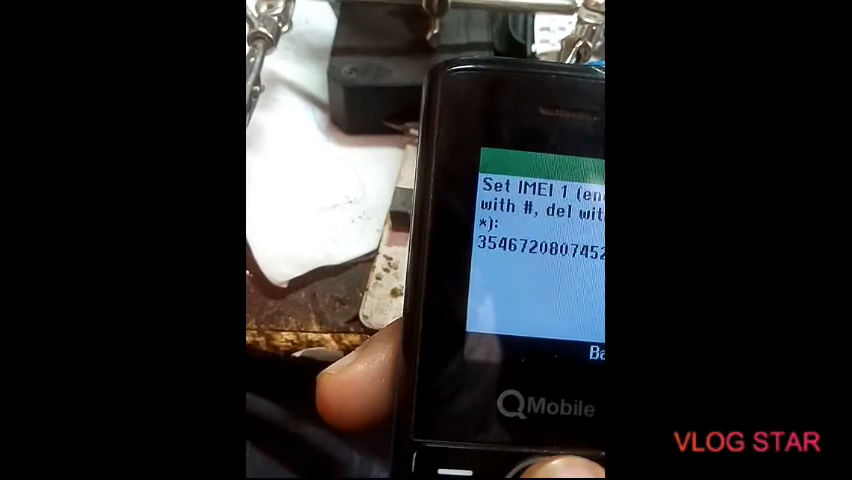 Set IMEI 1 (en
with #, del wit
*):
3546720807452
Ba
QMobile
VLOG STAR